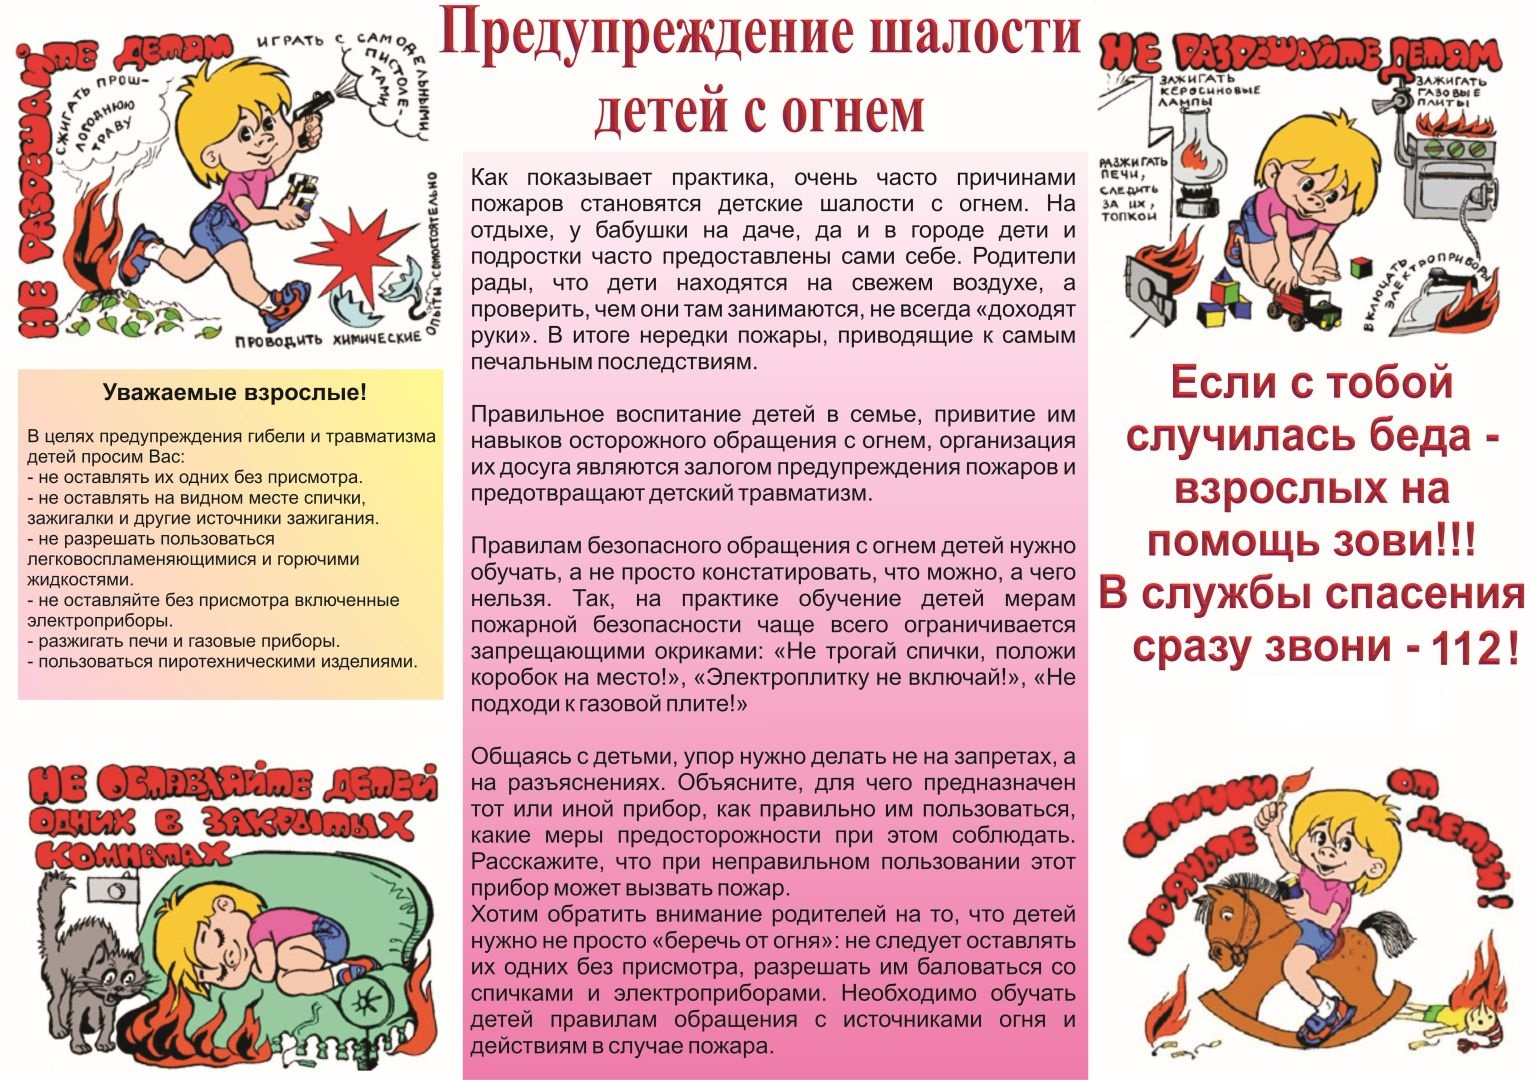 Предупреждение шалости
детей с огнем
НЕ РАЗРЕШАЙТЕ ДЕТЯМ
ИГРАТЬ С САМОДЕЛЬНЫМИ
ПИСТОЛЕ-
ТАМИ
СЖИГАТЬ ПРОШ-
ЛОГОДНЮЮ
ТРАВУ
ПРОВОДИТЬ ХИМИЧЕСКИЕ
ОПЫТЫ САМОСТОЯТЕЛЬНО
Уважаемые взрослые!
В целях предупреждения гибели и травматизма
детей просим Вас:
- не оставлять их одних без присмотра.
- не оставлять на видном месте спички,
зажигалки и другие источники зажигания.
- не разрешать пользоваться
легковоспламеняющимися и горючими
жидкостями.
- не оставляйте без присмотра включенные
электроприборы.
- разжигать печи и газовые приборы.
- пользоваться пиротехническими изделиями.
НЕ ОСТАВЛЯЙТЕ ДЕТЕЙ
ОДНИХ В ЗАКРЫТЫХ
КОМНАТАХ
Как показывает практика, очень часто причинами
пожаров становятся детские шалости с огнем. На
отдыхе, у бабушки на даче, да и в городе дети и
подростки часто предоставлены сами себе. Родители
рады, что дети находятся на свежем воздухе, а
проверить, чем они там занимаются, не всегда «доходят
руки». В итоге нередки пожары, приводящие к самым
печальным последствиям.
Правильное воспитание детей в семье, привитие им
навыков осторожного обращения с огнем, организация
их досуга являются залогом предупреждения пожаров и
предотвращают детский травматизм.
Правилам безопасного обращения с огнем детей нужно
обучать, а не просто констатировать, что можно, а чего
нельзя. Так, на практике обучение детей мерам
пожарной безопасности чаще всего ограничивается
запрещающими окриками: «Не трогай спички, положи
коробок на место!», «Электроплитку не включай!», «Не
подходи к газовой плите!»
Общаясь с детьми, упор нужно делать не на запретах, а
на разъяснениях. Объясните, для чего предназначен
тот или иной прибор, как правильно им пользоваться,
какие меры предосторожности при этом соблюдать.
Расскажите, что при неправильном пользовании этот
прибор может вызвать пожар.
Хотим обратить внимание родителей на то, что детей
нужно не просто «беречь от огня»: не следует оставлять
их одних без присмотра, разрешать им баловаться со
спичками и электроприборами. Необходимо обучать
детей правилам обращения с источниками огня и
действиям в случае пожара.
НЕ РАЗРЕШАЙТЕ ДЕТЯМ
ЗАЖИГАТЬ
КЕРОСИНОВЫЕ
ЛАМПЫ
ЗАЖИГАТЬ
ГАЗОВЫЕ
ПЛИТЫ
РАЗЖИГАТЬ
ПЕЧИ,
СЛЕДИТЬ
ЗА ИХ,
ТОПКОЙ
ВКЛЮЧАТЬ
ЭЛЕКТРОПРИБОРЫ
Если с тобой
случилась беда -
взрослых на
помощь зови!!!
В службы спасения
сразу звони - 112!
СПИЧКИ ОТ
ПРЯЧЬТЕ ДЕТЕЙ!